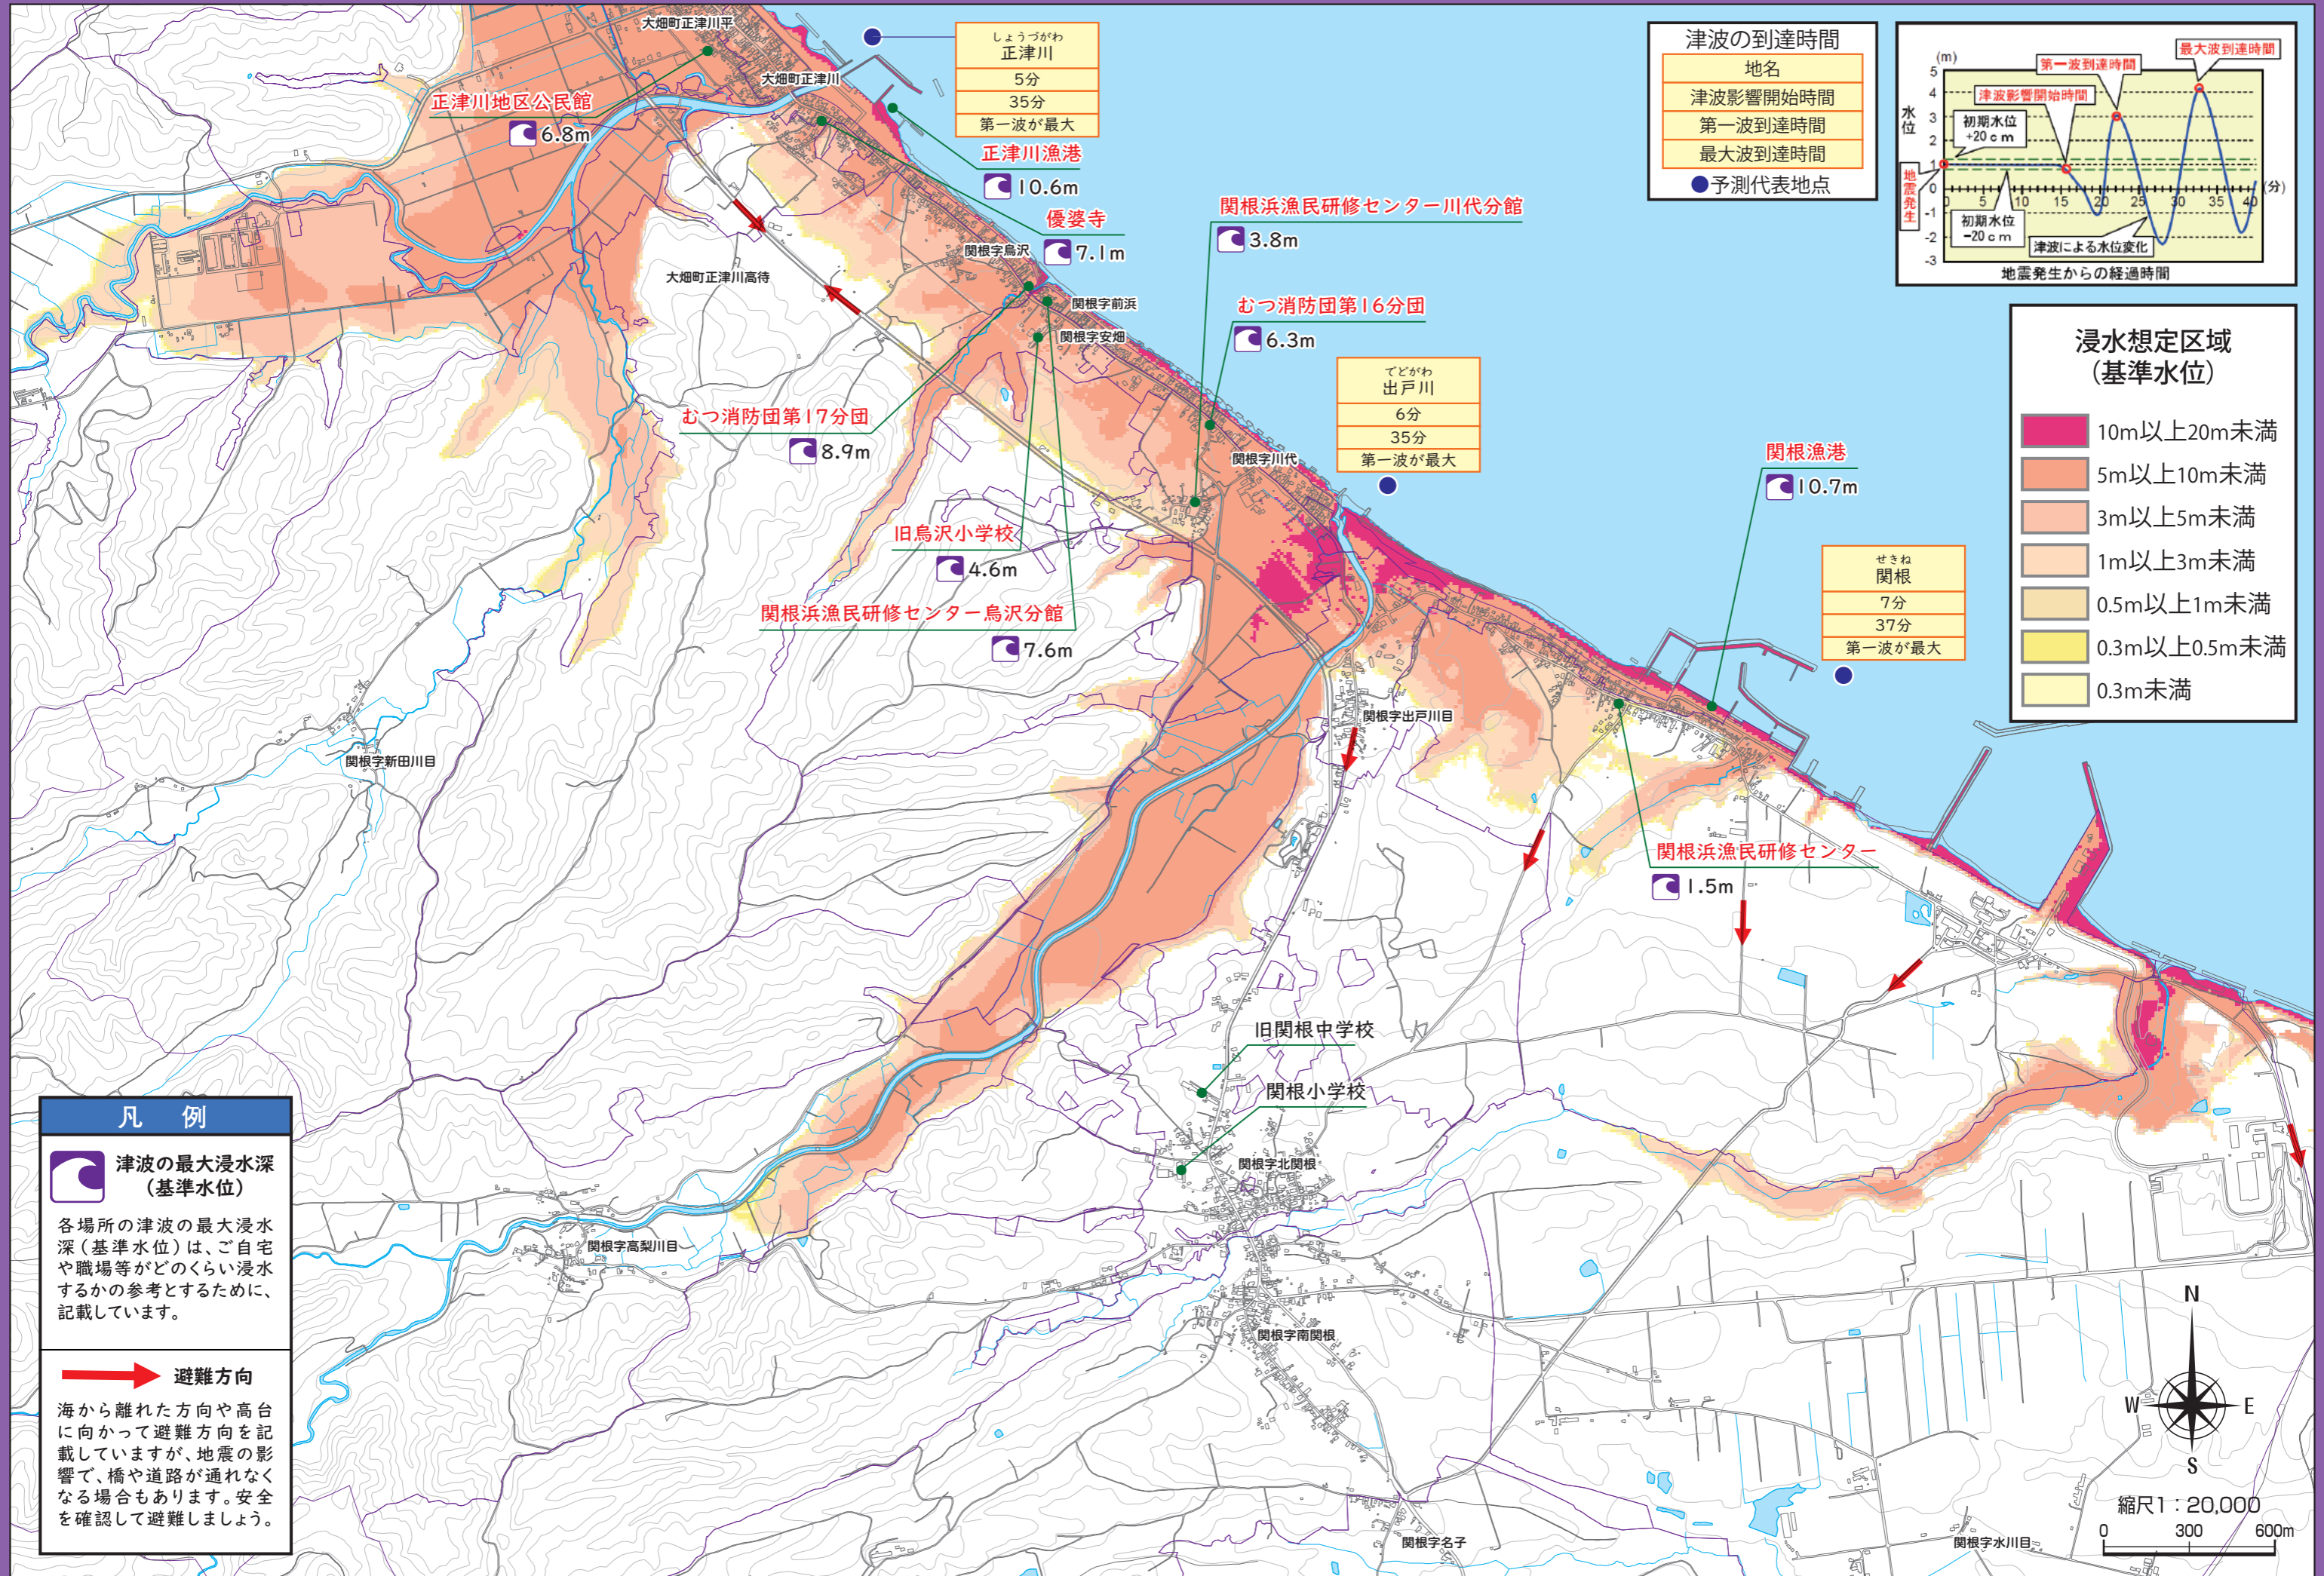 大畑町正津川平
大畑町正津川
正津川地区公民館
6.8m
しょうづがわ
正津川
5分
35分
第一波が最大
正津川漁港
10.6m
優婆寺
7.1m
大畑町正津川高待
関根字烏沢
関根字前浜
関根字安畑
関根浜漁民研修センター川代分館
3.8m
むつ消防団第16分団
6.3m
むつ消防団第17分団
8.9m
でどがわ
出戸川
6分
35分
第一波が最大
関根字川代
旧烏沢小学校
4.6m
関根浜漁民研修センター烏沢分館
7.6m
関根漁港
10.7m
せきね
関根
7分
37分
第一波が最大
関根字出戸川目
関根字新田川目
関根浜漁民研修センター
1.5m
旧関根中学校
関根小学校
関根字北関根
関根字高梨川目
関根字南関根
関根字名子
関根字水川目
津波の到達時間
地名
津波影響開始時間
第一波到達時間
最大波到達時間
予測代表地点
(m)
5
4
3
2
1
0
-1
-2
-3
水位
地震発生
最大波到達時間
第一波到達時間
津波影響開始時間
初期水位
+20cm
0 5 10 15 20 25 30 35 40 (分)
初期水位
-20cm
津波による水位変化
地震発生からの経過時間
浸水想定区域
(基準水位)
10m以上20m未満
5m以上10m未満
3m以上5m未満
1m以上3m未満
0.5m以上1m未満
0.3m以上0.5m未満
0.3m未満
凡 例
津波の最大浸水深
(基準水位)
各場所の津波の最大浸水
深(基準水位)は、ご自宅
や職場等がどのくらい浸水
するかの参考とするために、
記載しています。
避難方向
海から離れた方向や高台
に向かって避難方向を記
載していますが、地震の影
響で、橋や道路が通れなく
なる場合もあります。安全
を確認して避難しましょう。
N
W
E
S
縮尺1：20,000
0 300 600m